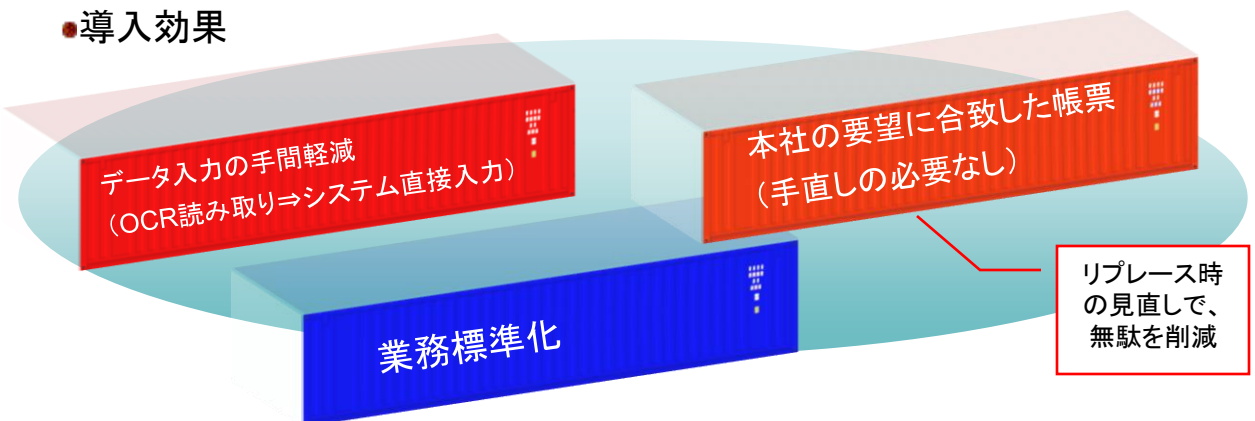 ●導入効果
データ入力の手間軽減
（OCR読み取り⇒システム直接入力）
本社の要望に合致した帳票
（手直しの必要なし）
業務標準化
リプレース時
の見直しで、
無駄を削減